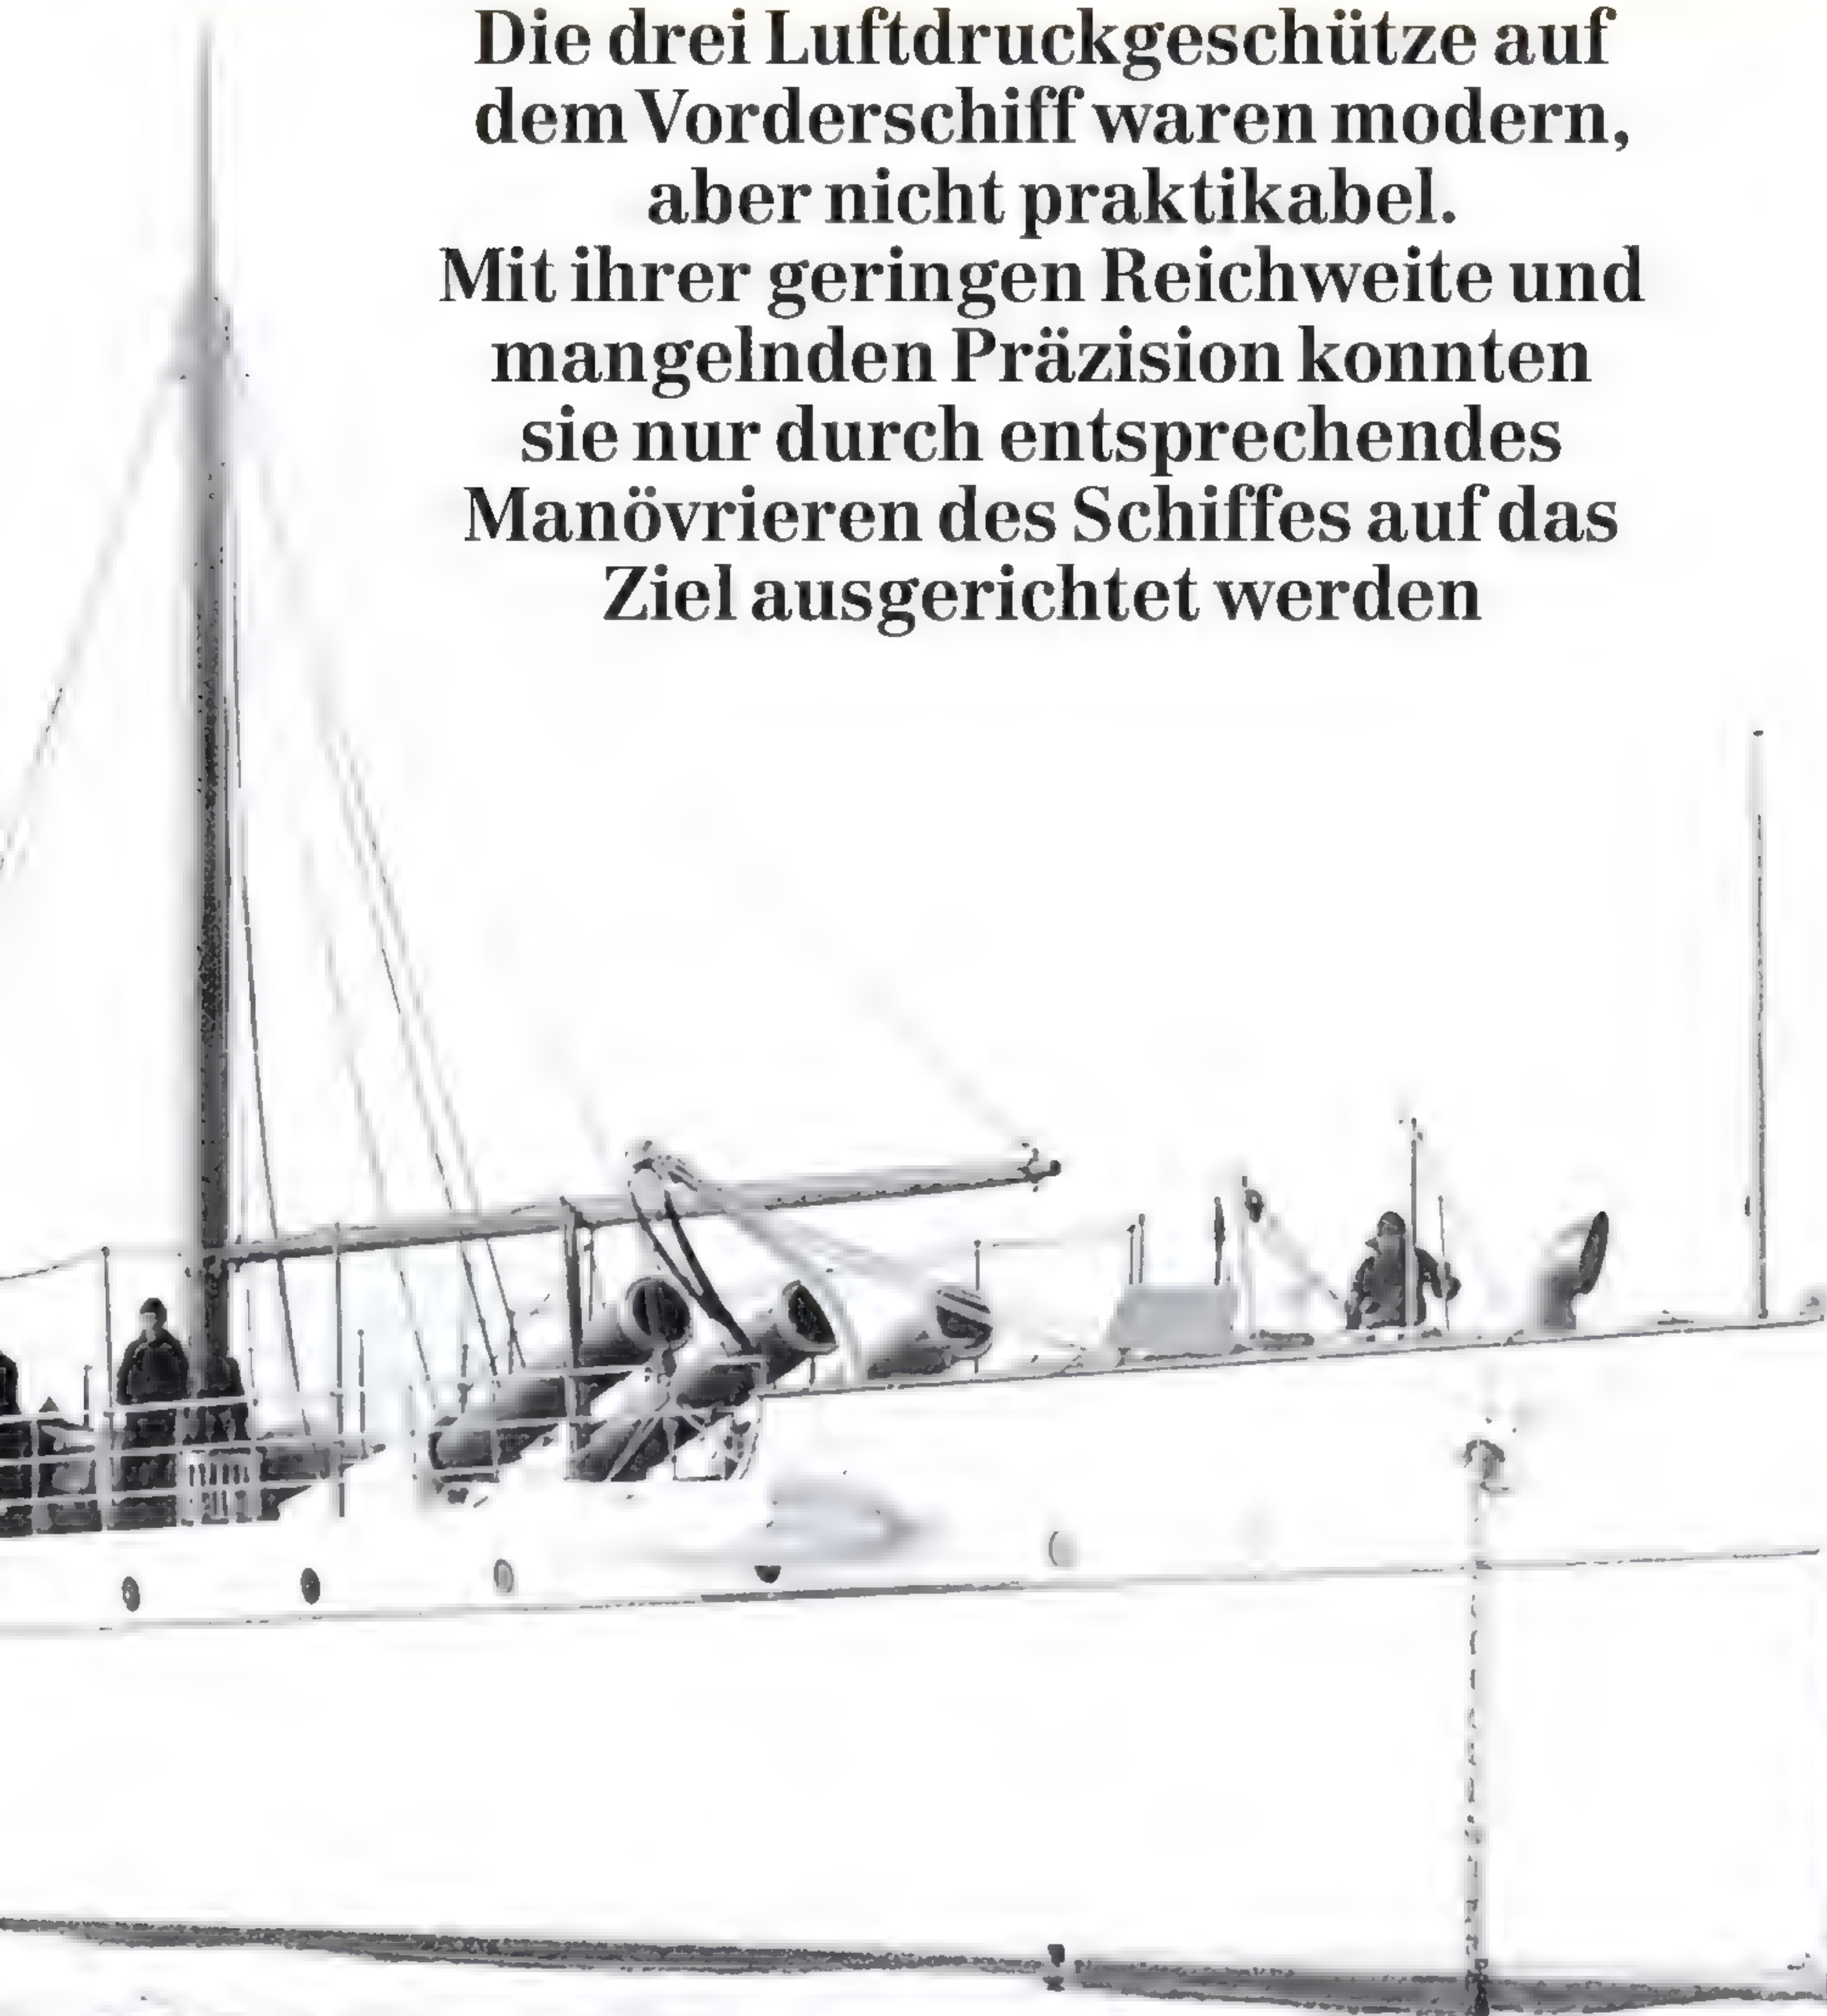 Die drei Luftdruckgeschütze auf
dem Vorderschiff waren modern,
aber nicht praktikabel.
Mit ihrer geringen Reichweite und
mangelnden Präzision konnten
sie nur durch entsprechendes
Manövrieren des Schiffes auf das
Ziel ausgerichtet werden